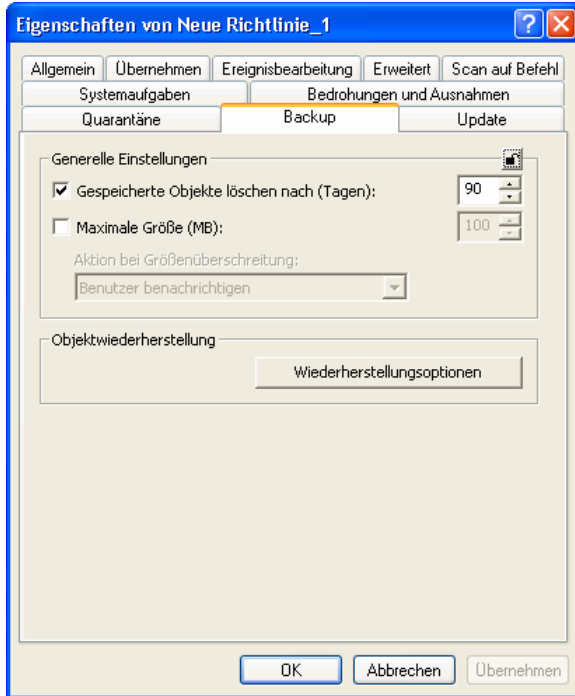 Eigenschaften von Neue Richtlinie_1
Allgemein Übernehmen Ereignisbearbeitung Erweitert Scan auf Befehl
Systemaufgaben Bedrohungen und Ausnahmen
Quarantäne Backup Update
Generelle Einstellungen
Gespeicherte Objekte löschen nach (Tagen): 90
Maximale Größe (MB): 100
Aktion bei Größenüberschreitung:
Benutzer benachrichtigen
Objektwiederherstellung
Wiederherstellungsoptionen
OK Abbrechen Übernehmen